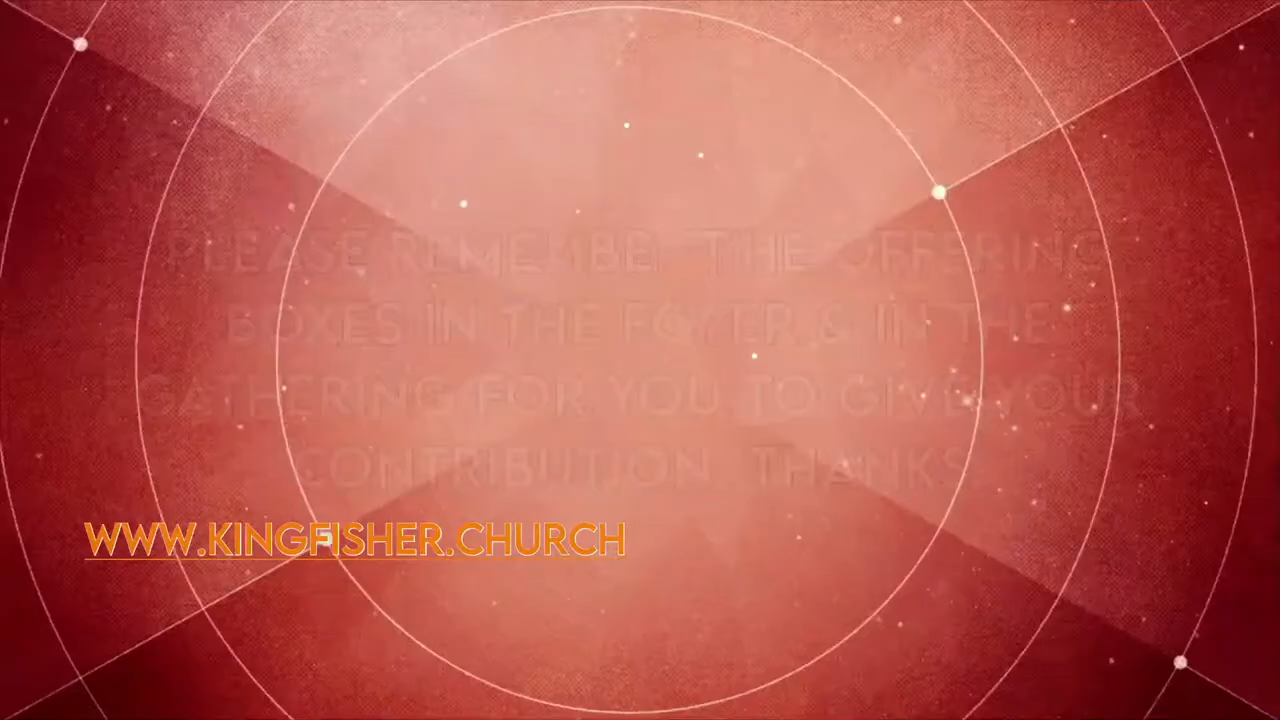 PLEASE REMEMBER THE OFFERING
BOXES IN THE FOYER & IN THE
GATHERING FOR YOU TO GIVE YOUR
CONTRIBUTION. THANKS
WWW.KINGFISHER.CHURCH